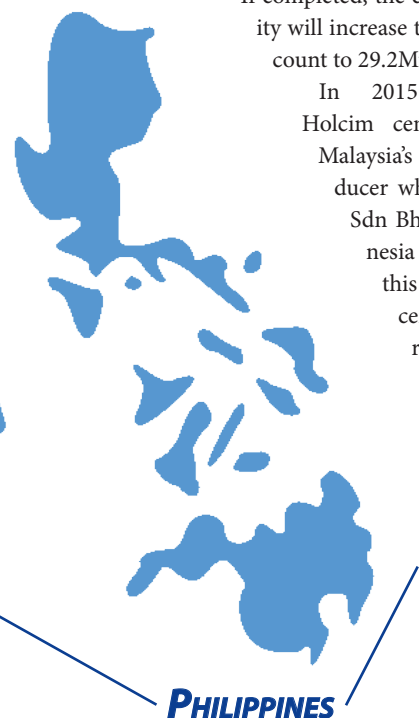 ity will increase t
count to 29.2M
In 2015
Holcim cer
Malaysia's
ducer wh
Sdn Bh
nesia
this
ce
PHILIPPINES